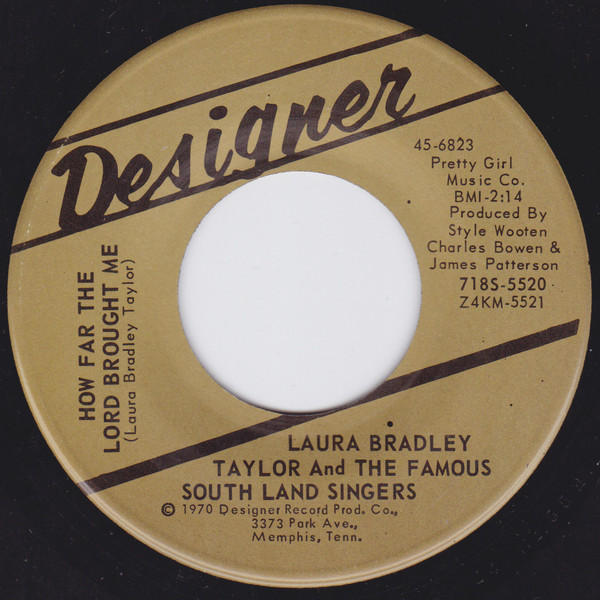 Designer
45-6823
Pretty Girl
Music Co.
BMI-2:14
Produced By
Style Wooten
Charles Bowen &
James Patterson
718S-5520
Z4KM-5521
HOW FAR THE
LORD BROUGHT ME
(Laura Bradley Taylor)
LAURA BRADLEY
TAYLOR And THE FAMOUS
SOUTH LAND SINGERS
© 1970 Designer Record Prod. Co.,
3373 Park Ave.,
Memphis, Tenn.